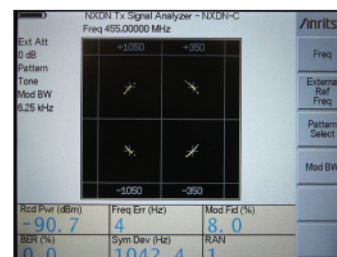 NXDN Tx Signal Analyzer - NXDN-C
Freq 455.00000 MHz
/inrits
Ext Att
0 dB
Pattern
Tone
Mod BW
6.25 kHz
+1050 +350
-1050 -350
Freq
External
Ref
Freq
Pattern
Select
Mod BW
Rcd Pwr (dBm) Freq Err (Hz) Mod Fid (%)
-90.7 4 8.0
BER (%) Sym Dev (Hz) RAN
0.0 1042.4 1